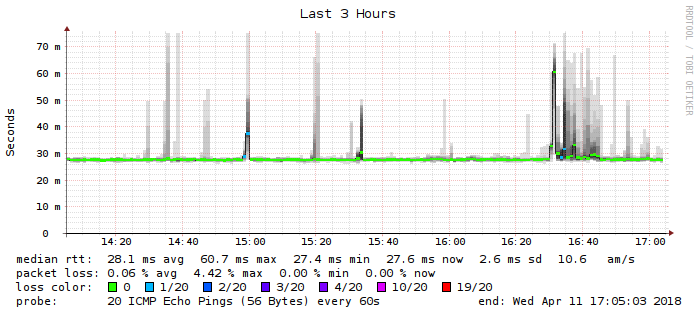 Last 3 Hours
RRDTOOL / TOBI OETIKER
Seconds
70 m
60 m
50 m
40 m
30 m
20 m
10 m
0
14:20 14:40 15:00 15:20 15:40 16:00 16:20 16:40 17:00
median rtt: 28.1 ms avg 60.7 ms max 27.4 ms min 27.6 ms now 2.6 ms sd 10.6 am/s
packet loss: 0.06 % avg 4.42 % max 0.00 % min 0.00 % now
loss color: 0 1/20 2/20 3/20 4/20 10/20 19/20
probe: 20 ICMP Echo Pings (56 Bytes) every 60s end: Wed Apr 11 17:05:03 2018